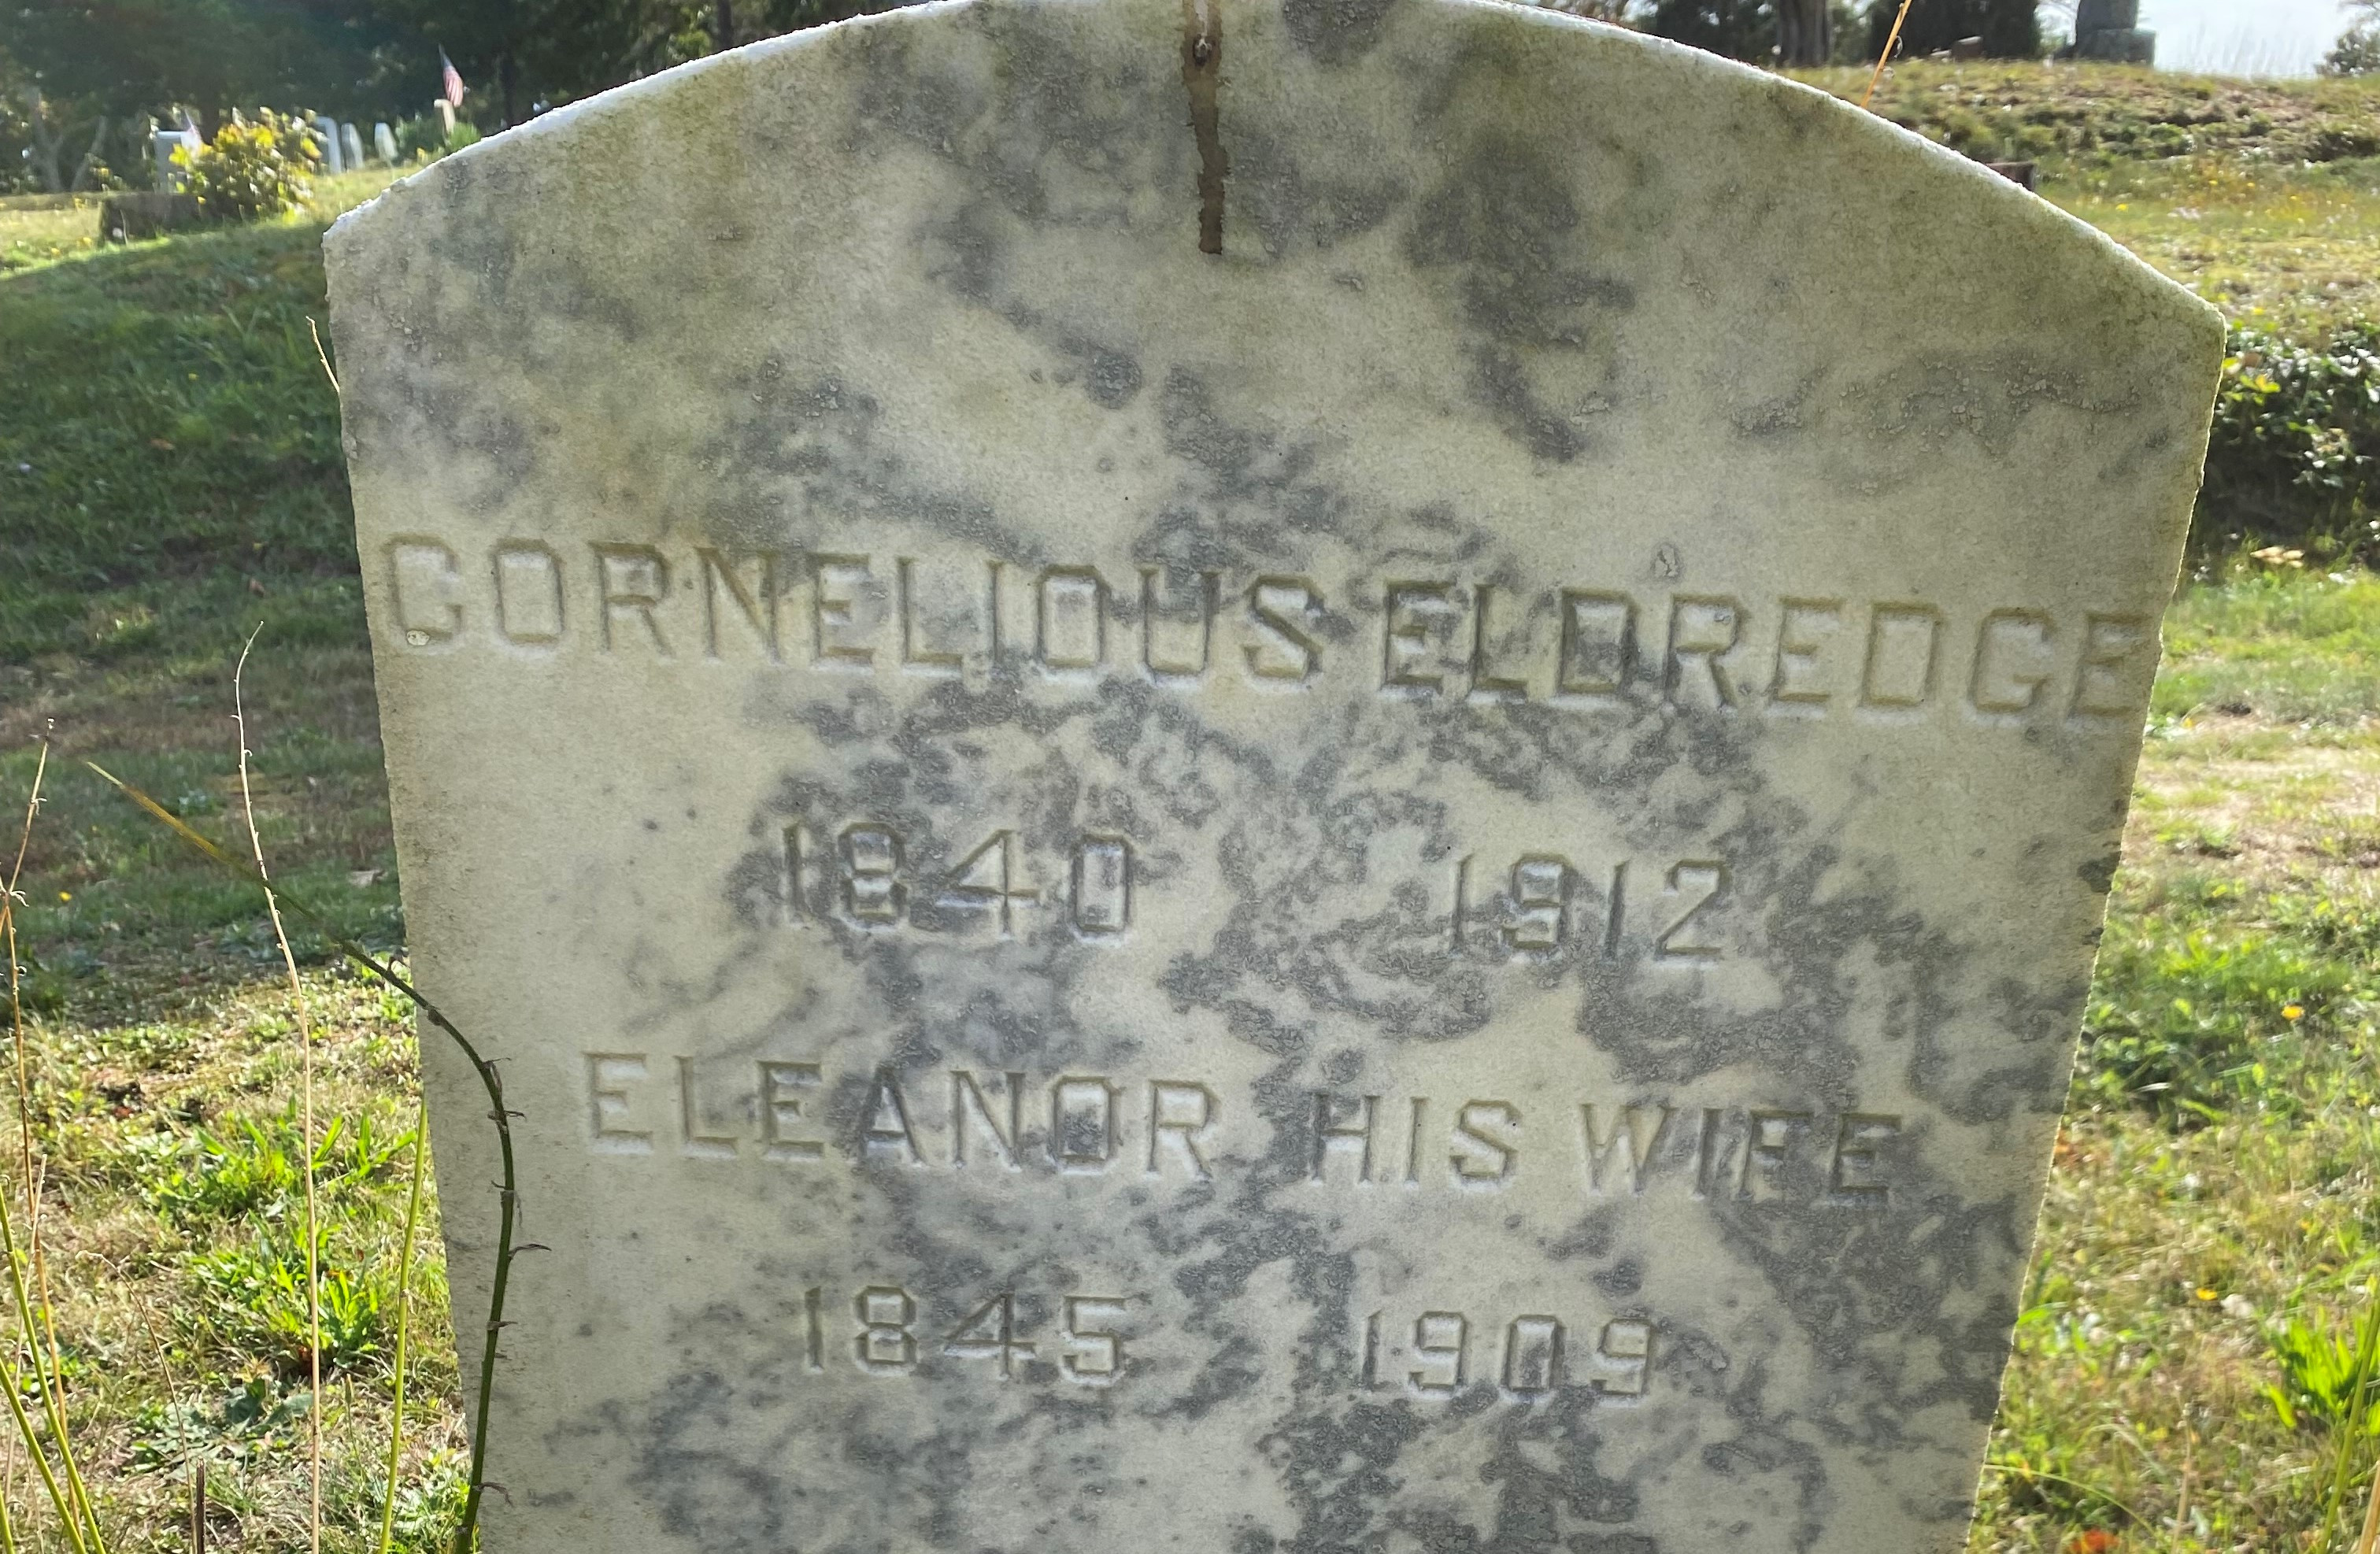 CORNELIOUS ELDREDGE
1840 1912
ELEANOR HIS WIFE
1845 1909